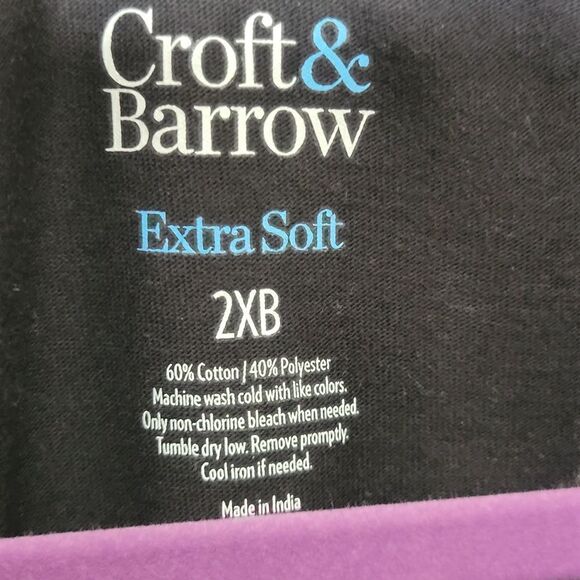 Croft&
Barrow
Extra Soft
2XB
60% Cotton / 40% Polyester
Machine wash cold with like colors.
Only non-chlorine bleach when needed.
Tumble dry low. Remove promptly.
Cool iron if needed.
Made in India